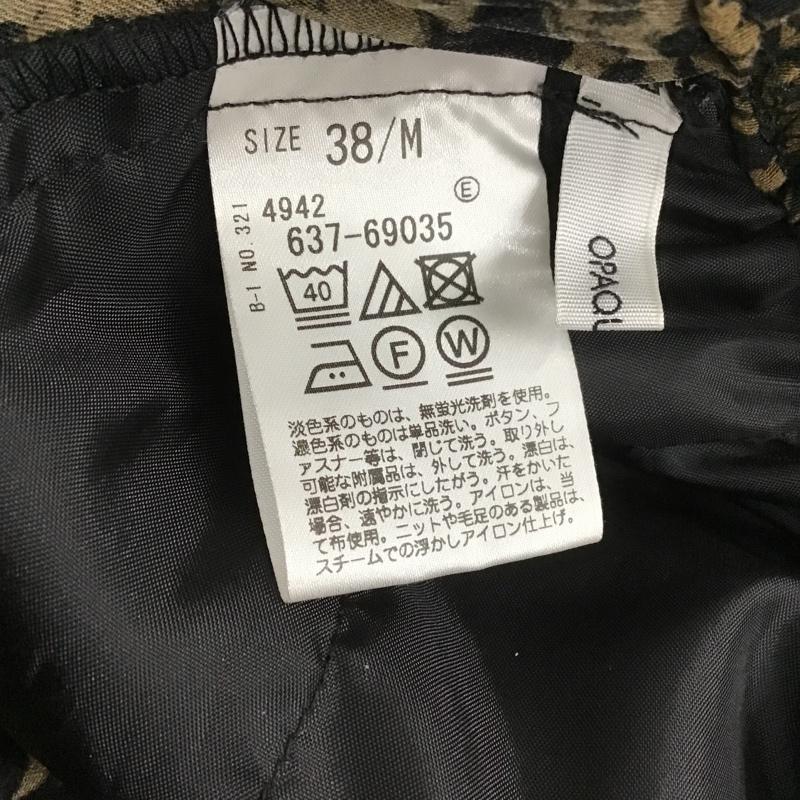 SIZE 38/M
Ⓔ
4942
637-69035
B-1 NO.321
40
F
W
淡色系のものは、無蛍光洗剤を使用。
濃色系のものは単品洗い。ボタン、フ
ァスナー等は、閉じて洗う。取り外し
可能な附属品は、外して洗う。漂白は、
漂白剤の指示にしたがう。汗をかいた
場合、速やかに洗う。アイロンは、当
て布使用。ニットや毛足のある製品は、
スチームでの浮かしアイロン仕上げ。
OPAQU